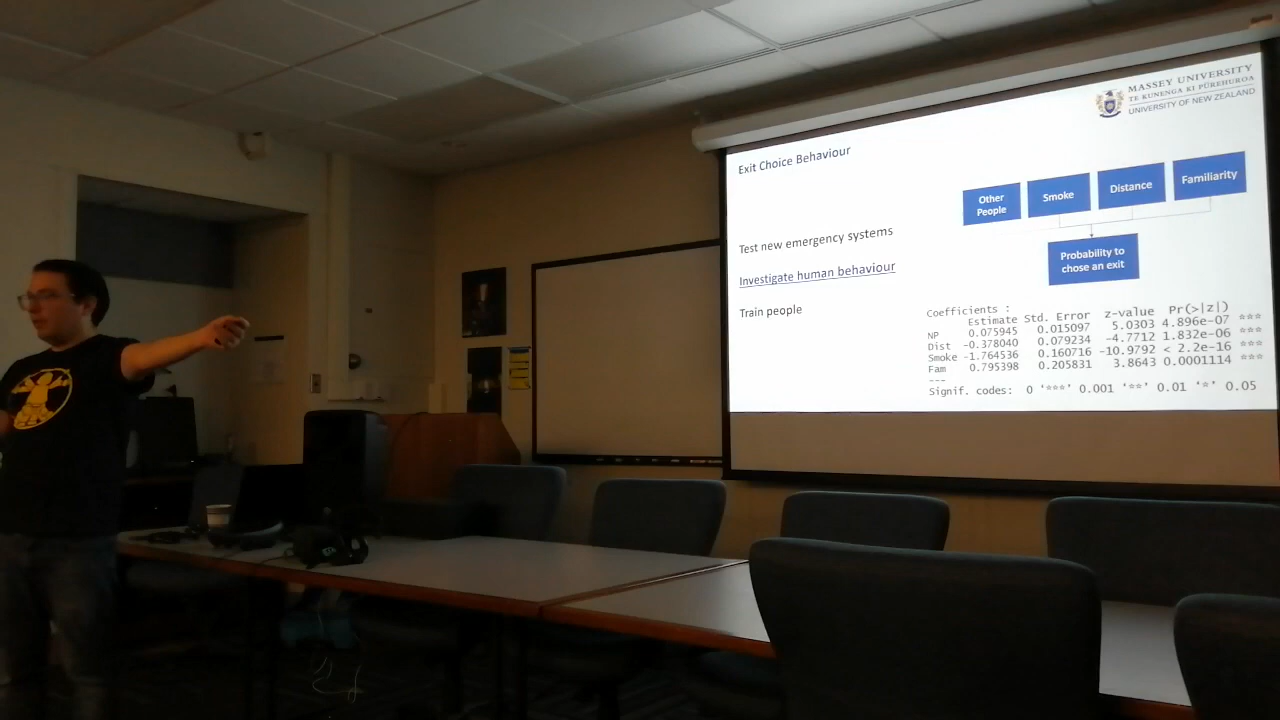 MASSEY UNIVERSITY
TE KUNENGA KI PŪREHUROA
UNIVERSITY OF NEW ZEALAND
Exit Choice Behaviour
Other People
Smoke
Distance
Familiarity
Probability to
chose an exit
Test new emergency systems
Investigate human behaviour
Train people
Coefficients :
Estimate Std. Error z-value Pr(>|z|)
NP 0.075945 0.015097 5.0303 4.896e-07 ***
Dist -0.378040 0.079234 -4.7712 1.832e-06 ***
Smoke -1.764536 0.160716 -10.9792 < 2.2e-16 ***
Fam 0.795398 0.205831 3.8643 0.0001114 ***
---
Signif. codes: 0 '***' 0.001 '**' 0.01 '*' 0.05